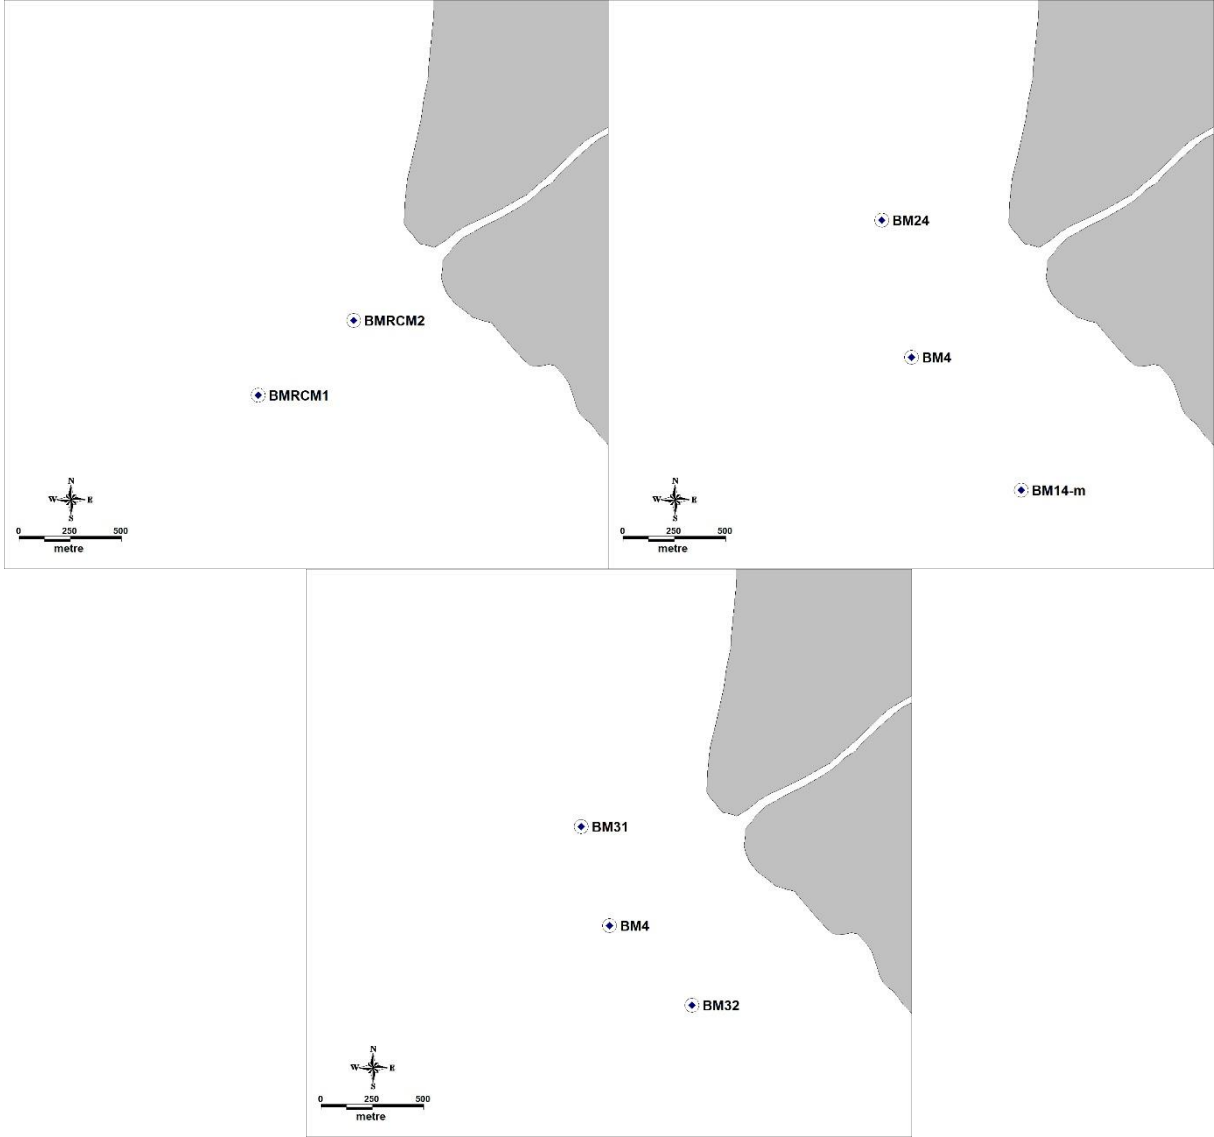 BMRCM2
BMRCM1
N
W E
S
0 250 500
metre
BM24
BM4
BM14-m
N
W E
S
0 250 500
metre
BM31
BM4
BM32
N
W E
S
0 250 500
metre